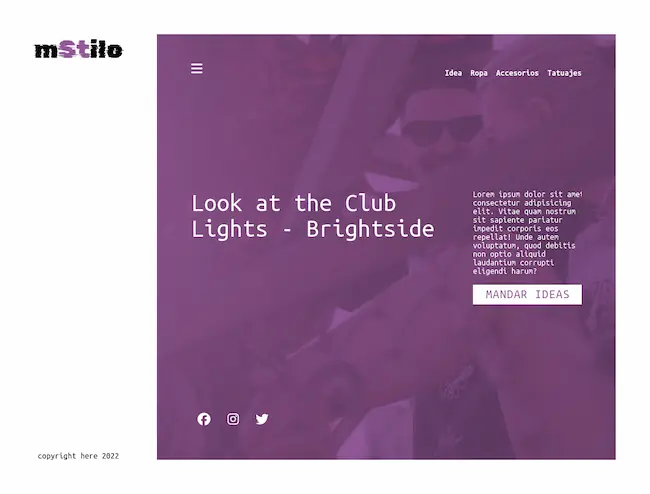 mStilo
Idea Ropa Accesorios Tatuajes
Look at the Club
Lights - Brightside
Lorem ipsum dolor sit amet
consectetur adipisicing
elit. Vitae quam nostrum
sit sapiente pariatur
impedit corporis eos
repellat! Unde autem
voluptatum, quod debitis
non optio aliquid
laudantium corrupti
eligendi harum?
MANDAR IDEAS
copyright here 2022